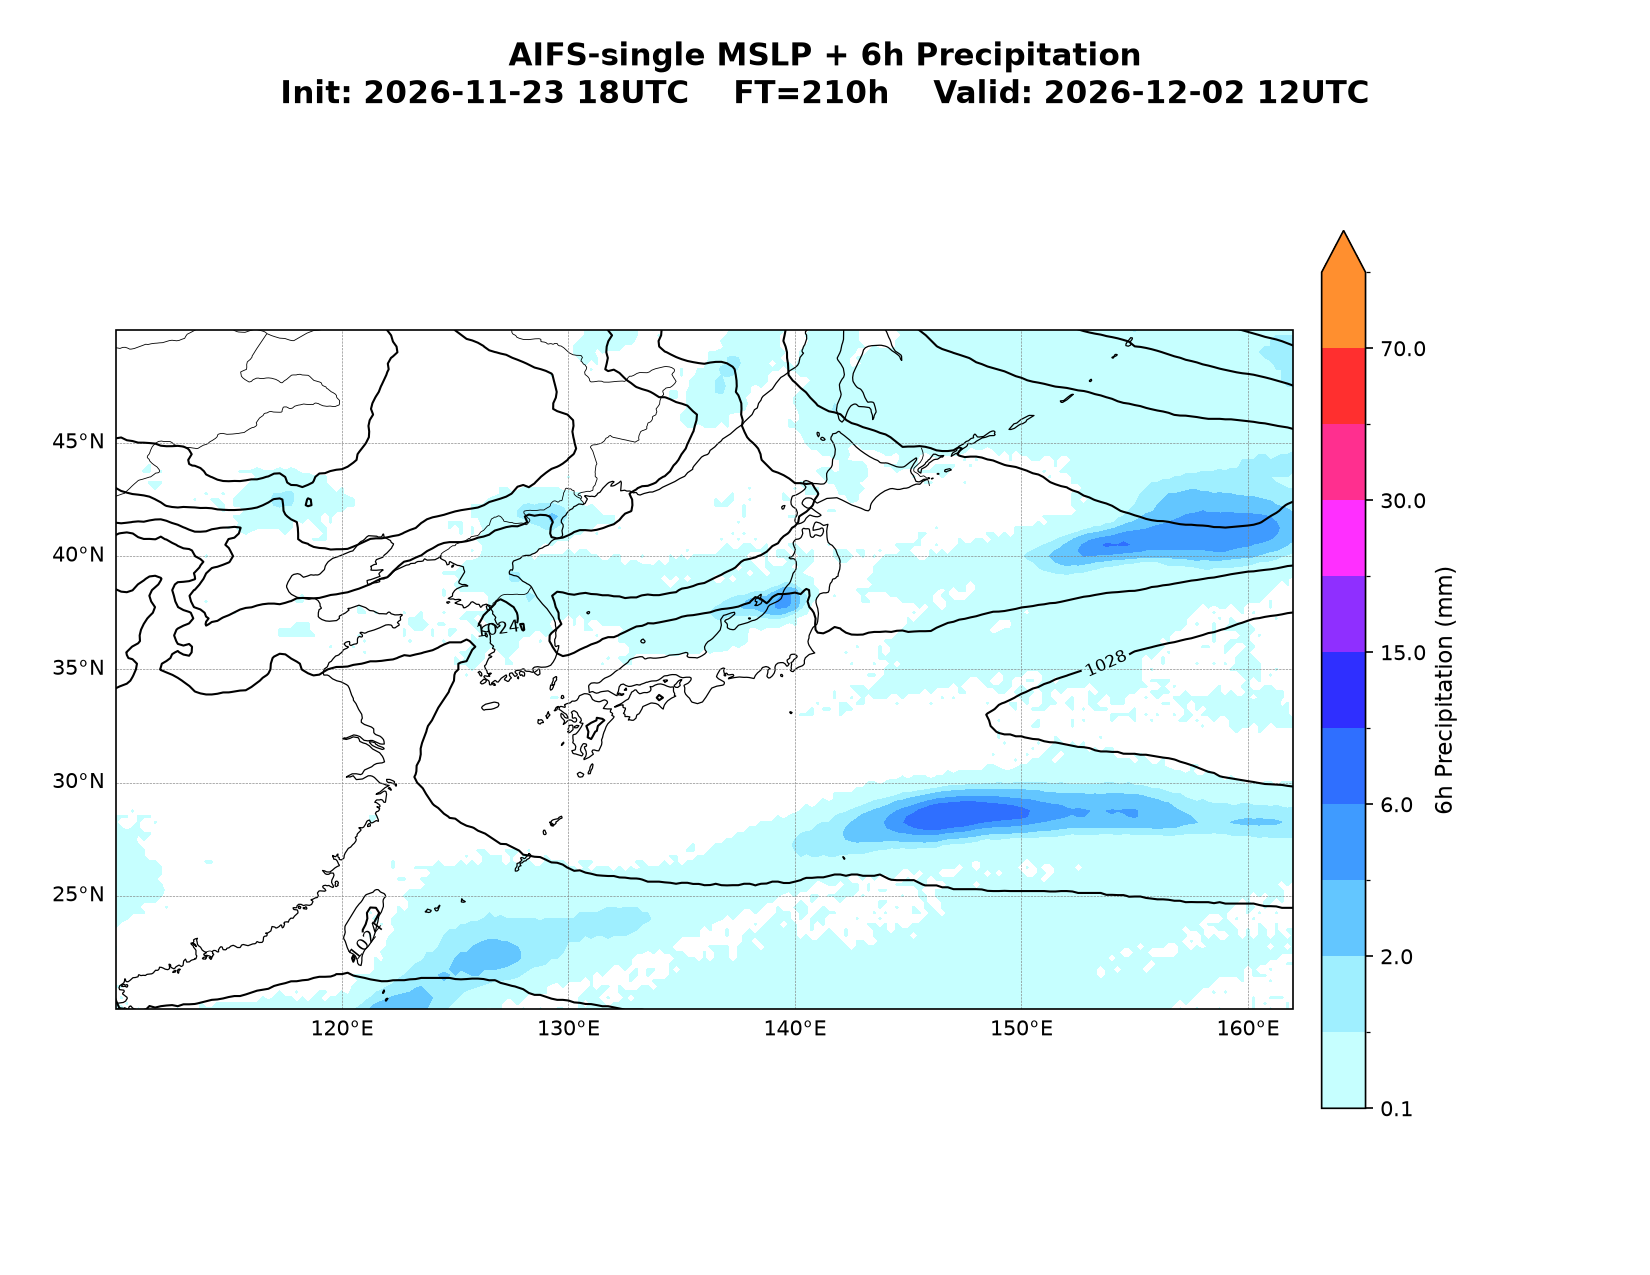 AIFS-single MSLP + 6h Precipitation
Init: 2026-11-23 18UTC    FT=210h    Valid: 2026-12-02 12UTC
70.0
30.0
15.0
6.0
2.0
0.1
6h Precipitation (mm)
45°N
40°N
35°N
30°N
25°N
1024
1028
1024
120°E
130°E
140°E
150°E
160°E